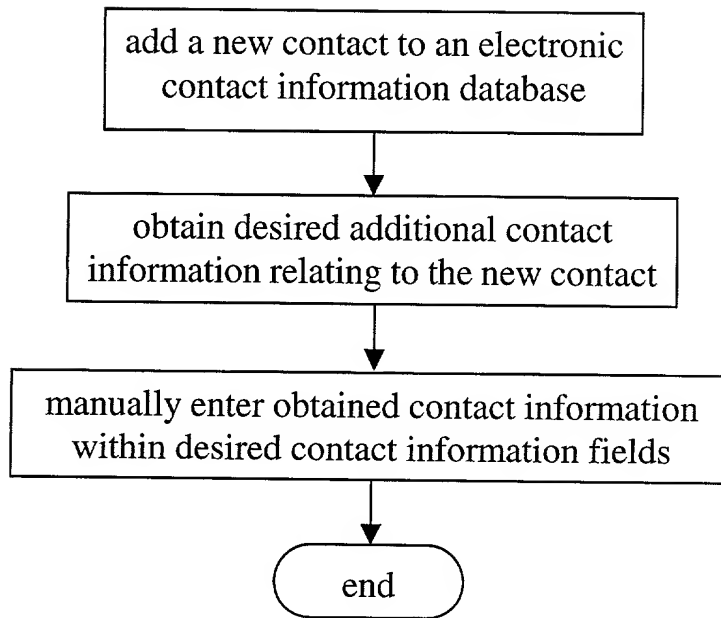 add a new contact to an electronic
contact information database
obtain desired additional contact
information relating to the new contact
manually enter obtained contact information
within desired contact information fields
end